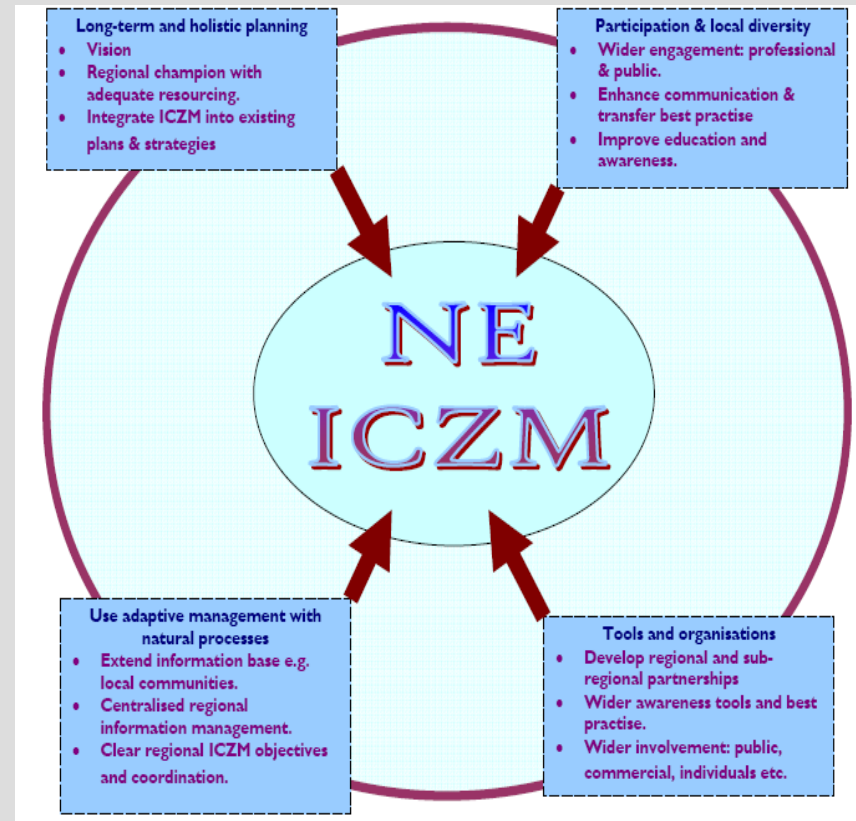 Long-term and holistic planning
• Vision
• Regional champion with
adequate resourcing.
• Integrate ICZM into existing
plans & strategies
Participation & local diversity
• Wider engagement: professional
& public.
• Enhance communication &
transfer best practise
• Improve education and
awareness.
NE
ICZM
Use adaptive management with
natural processes
• Extend information base e.g.
local communities.
• Centralised regional
information management.
• Clear regional ICZM objectives
and coordination.
Tools and organisations
• Develop regional and sub-
regional partnerships
• Wider awareness tools and best
practise.
• Wider involvement: public,
commercial, individuals etc.